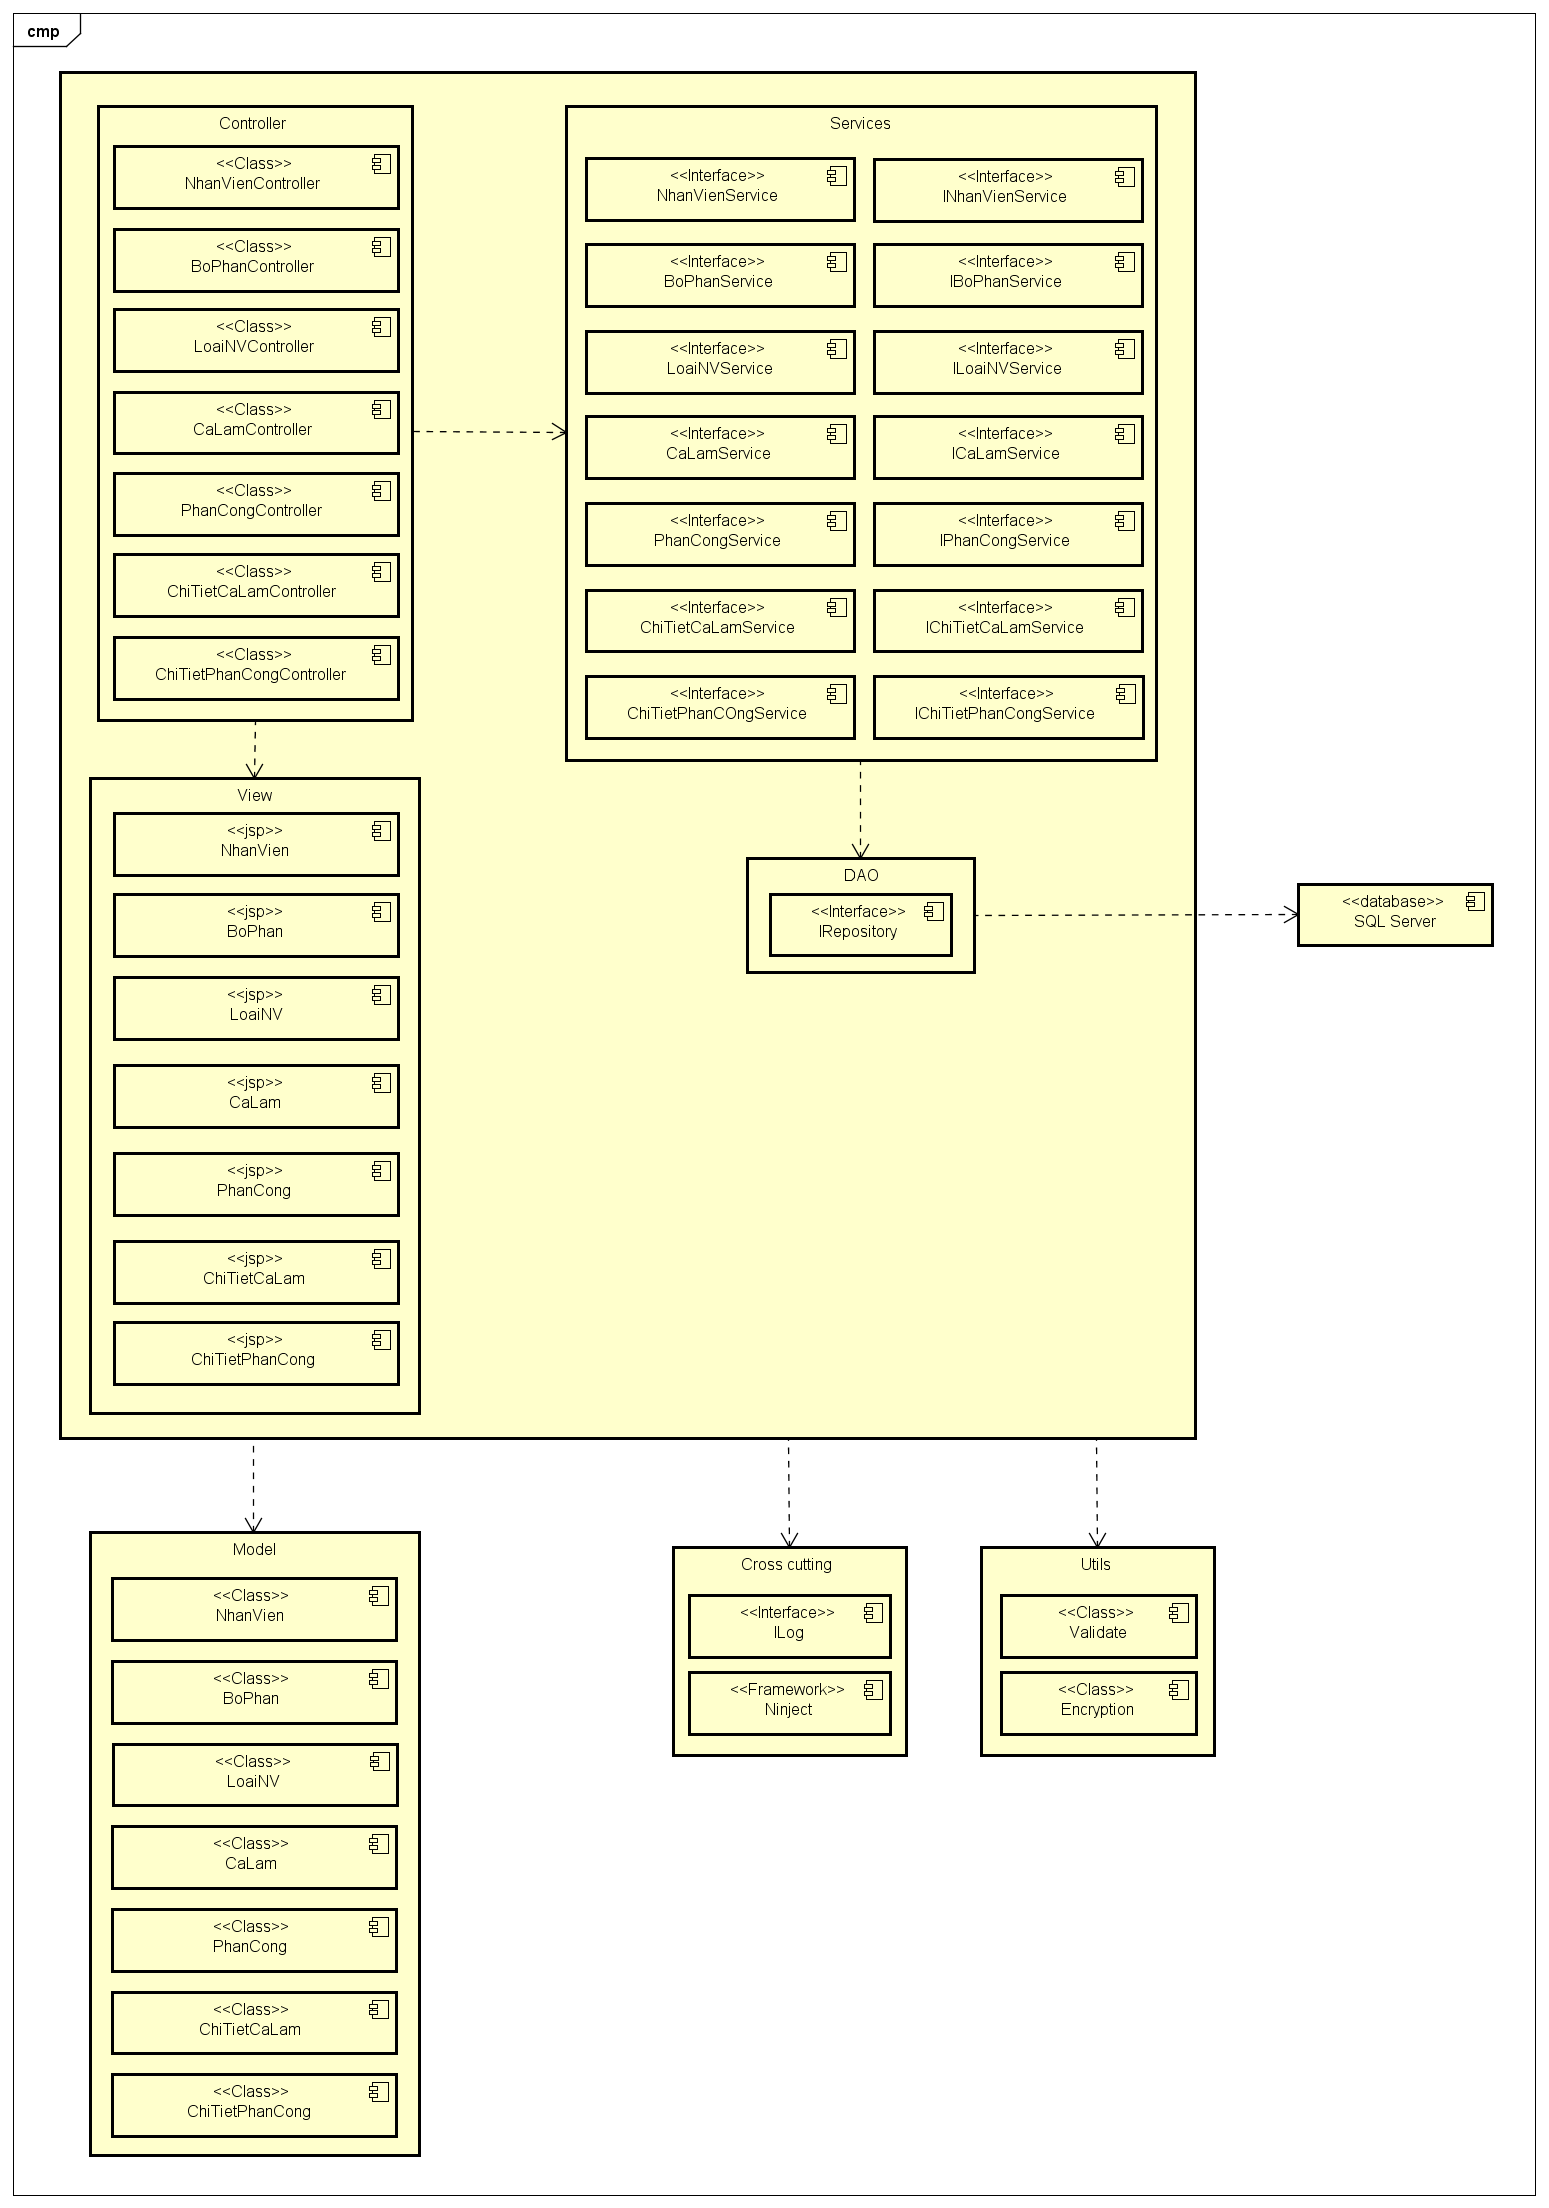 cmp
Controller
<<Class>>
NhanVienController
<<Class>>
BoPhanController
<<Class>>
LoaiNVController
<<Class>>
CaLamController
<<Class>>
PhanCongController
<<Class>>
ChiTietCaLamController
<<Class>>
ChiTietPhanCongController
Services
<<Interface>>
NhanVienService
<<Interface>>
INhanVienService
<<Interface>>
BoPhanService
<<Interface>>
IBoPhanService
<<Interface>>
LoaiNVService
<<Interface>>
ILoaiNVService
<<Interface>>
CaLamService
<<Interface>>
ICaLamService
<<Interface>>
PhanCongService
<<Interface>>
IPhanCongService
<<Interface>>
ChiTietCaLamService
<<Interface>>
IChiTietCaLamService
<<Interface>>
ChiTietPhanCOngService
<<Interface>>
IChiTietPhanCongService
View
<<jsp>>
NhanVien
<<jsp>>
BoPhan
<<jsp>>
LoaiNV
<<jsp>>
CaLam
<<jsp>>
PhanCong
<<jsp>>
ChiTietCaLam
<<jsp>>
ChiTietPhanCong
DAO
<<Interface>>
IRepository
<<database>>
SQL Server
Model
<<Class>>
NhanVien
<<Class>>
BoPhan
<<Class>>
LoaiNV
<<Class>>
CaLam
<<Class>>
PhanCong
<<Class>>
ChiTietCaLam
<<Class>>
ChiTietPhanCong
Cross cutting
<<Interface>>
ILog
<<Framework>>
Ninject
Utils
<<Class>>
Validate
<<Class>>
Encryption